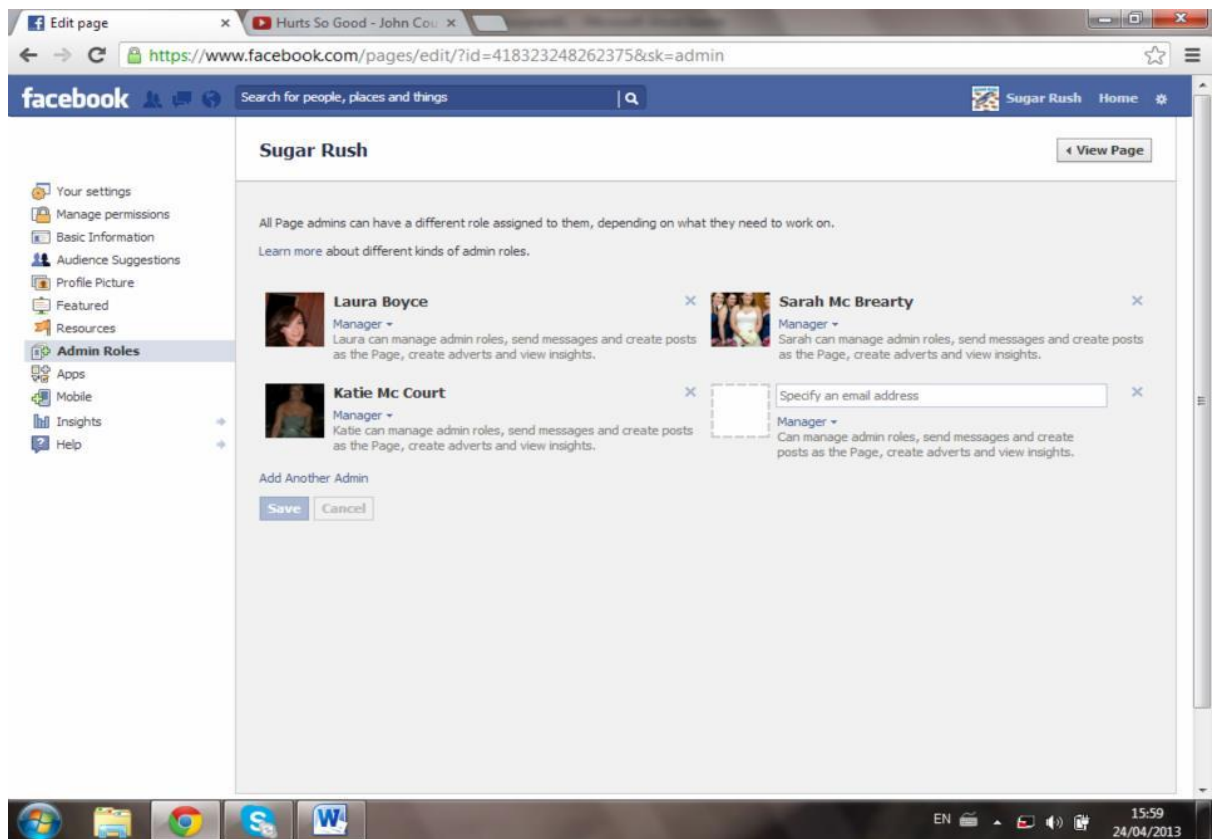 Edit page
Hurts So Good - John Cou
https://www.facebook.com/pages/edit/?id=418323248262375&sk=admin
facebook
Search for people, places and things
Sugar Rush Home
Sugar Rush
View Page
Your settings
Manage permissions
Basic Information
Audience Suggestions
Profile Picture
Featured
Resources
Admin Roles
Apps
Mobile
Insights
Help
All Page admins can have a different role assigned to them, depending on what they need to work on.
Learn more about different kinds of admin roles.
Laura Boyce
Manager
Laura can manage admin roles, send messages and create posts
as the Page, create adverts and view insights.
Sarah Mc Brearty
Manager
Sarah can manage admin roles, send messages and create posts
as the Page, create adverts and view insights.
Katie Mc Court
Manager
Katie can manage admin roles, send messages and create posts
as the Page, create adverts and view insights.
Specify an email address
Manager
Can manage admin roles, send messages and create
posts as the Page, create adverts and view insights.
Add Another Admin
Save Cancel
EN
15:59
24/04/2013